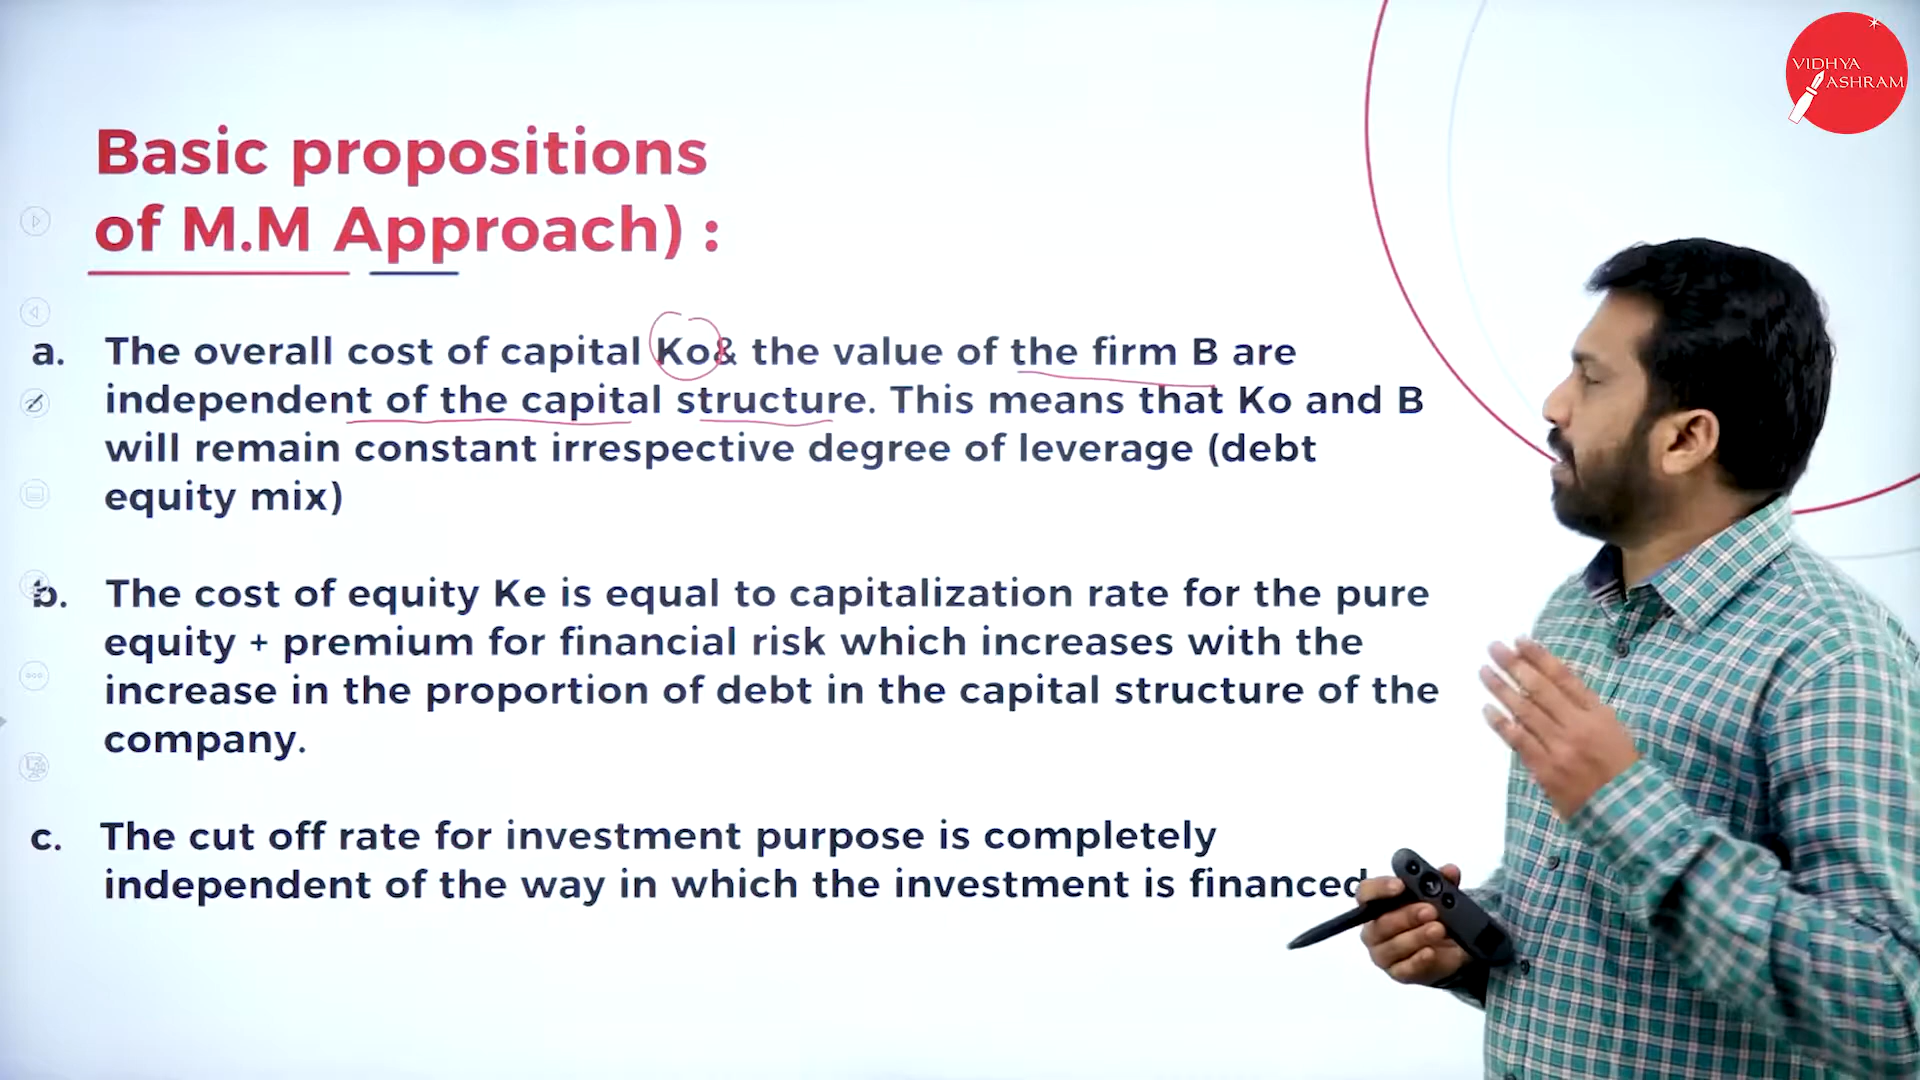 VIDHYA
ASHRAM
Basic propositions
of M.M Approach) :
a. The overall cost of capital Ko& the value of the firm B are
independent of the capital structure. This means that Ko and B
will remain constant irrespective degree of leverage (debt
equity mix)
b. The cost of equity Ke is equal to capitalization rate for the pure
equity + premium for financial risk which increases with the
increase in the proportion of debt in the capital structure of the
company.
c. The cut off rate for investment purpose is completely
independent of the way in which the investment is financed